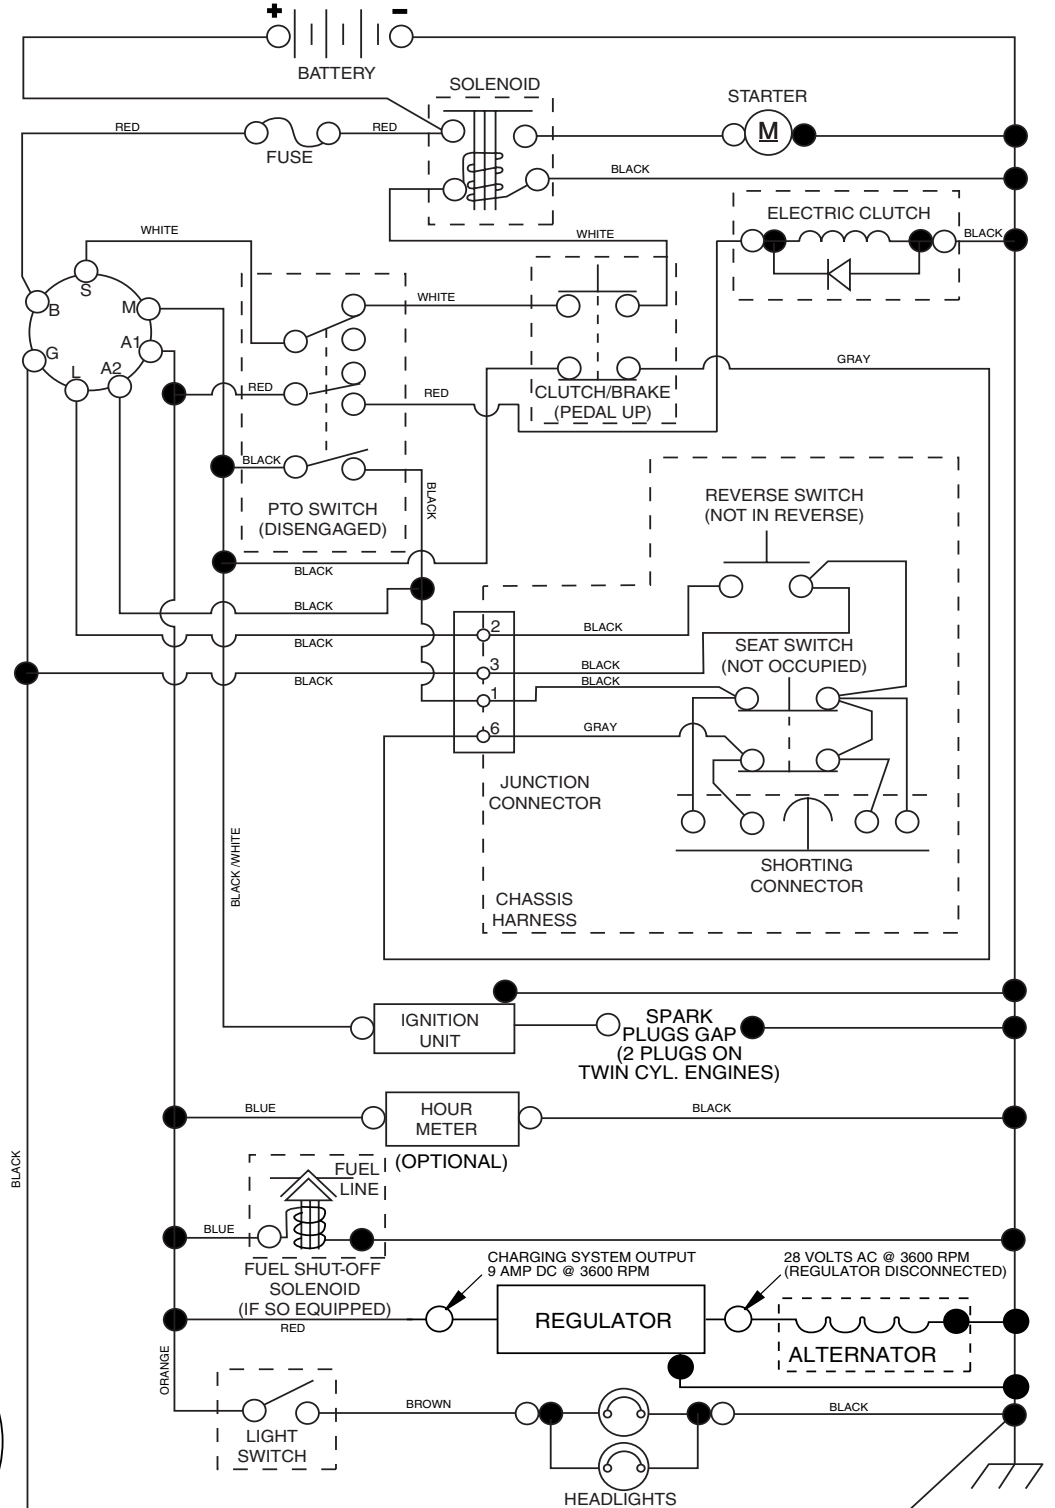 + -
BATTERY
SOLENOID
STARTER
RED
RED
FUSE
M
BLACK
ELECTRIC CLUTCH
WHITE
WHITE
BLACK
S
B
M
WHITE
G
A1
L
A2
GRAY
RED
RED
CLUTCH/BRAKE
(PEDAL UP)
BLACK
BLACK
PTO SWITCH
(DISENGAGED)
REVERSE SWITCH
(NOT IN REVERSE)
BLACK
BLACK
BLACK
2
BLACK
SEAT SWITCH
(NOT OCCUPIED)
BLACK
3
BLACK
BLACK
1
6
GRAY
JUNCTION
CONNECTOR
BLACK /WHITE
SHORTING
CONNECTOR
CHASSIS
HARNESS
IGNITION
UNIT
SPARK
PLUGS GAP
(2 PLUGS ON
TWIN CYL. ENGINES)
BLUE
HOUR
METER
BLACK
(OPTIONAL)
BLACK
FUEL
LINE
BLUE
FUEL SHUT-OFF
SOLENOID
(IF SO EQUIPPED)
CHARGING SYSTEM OUTPUT
9 AMP DC @ 3600 RPM
28 VOLTS AC @ 3600 RPM
(REGULATOR DISCONNECTED)
RED
REGULATOR
ALTERNATOR
ORANGE
BROWN
BLACK
LIGHT
SWITCH
HEADLIGHTS